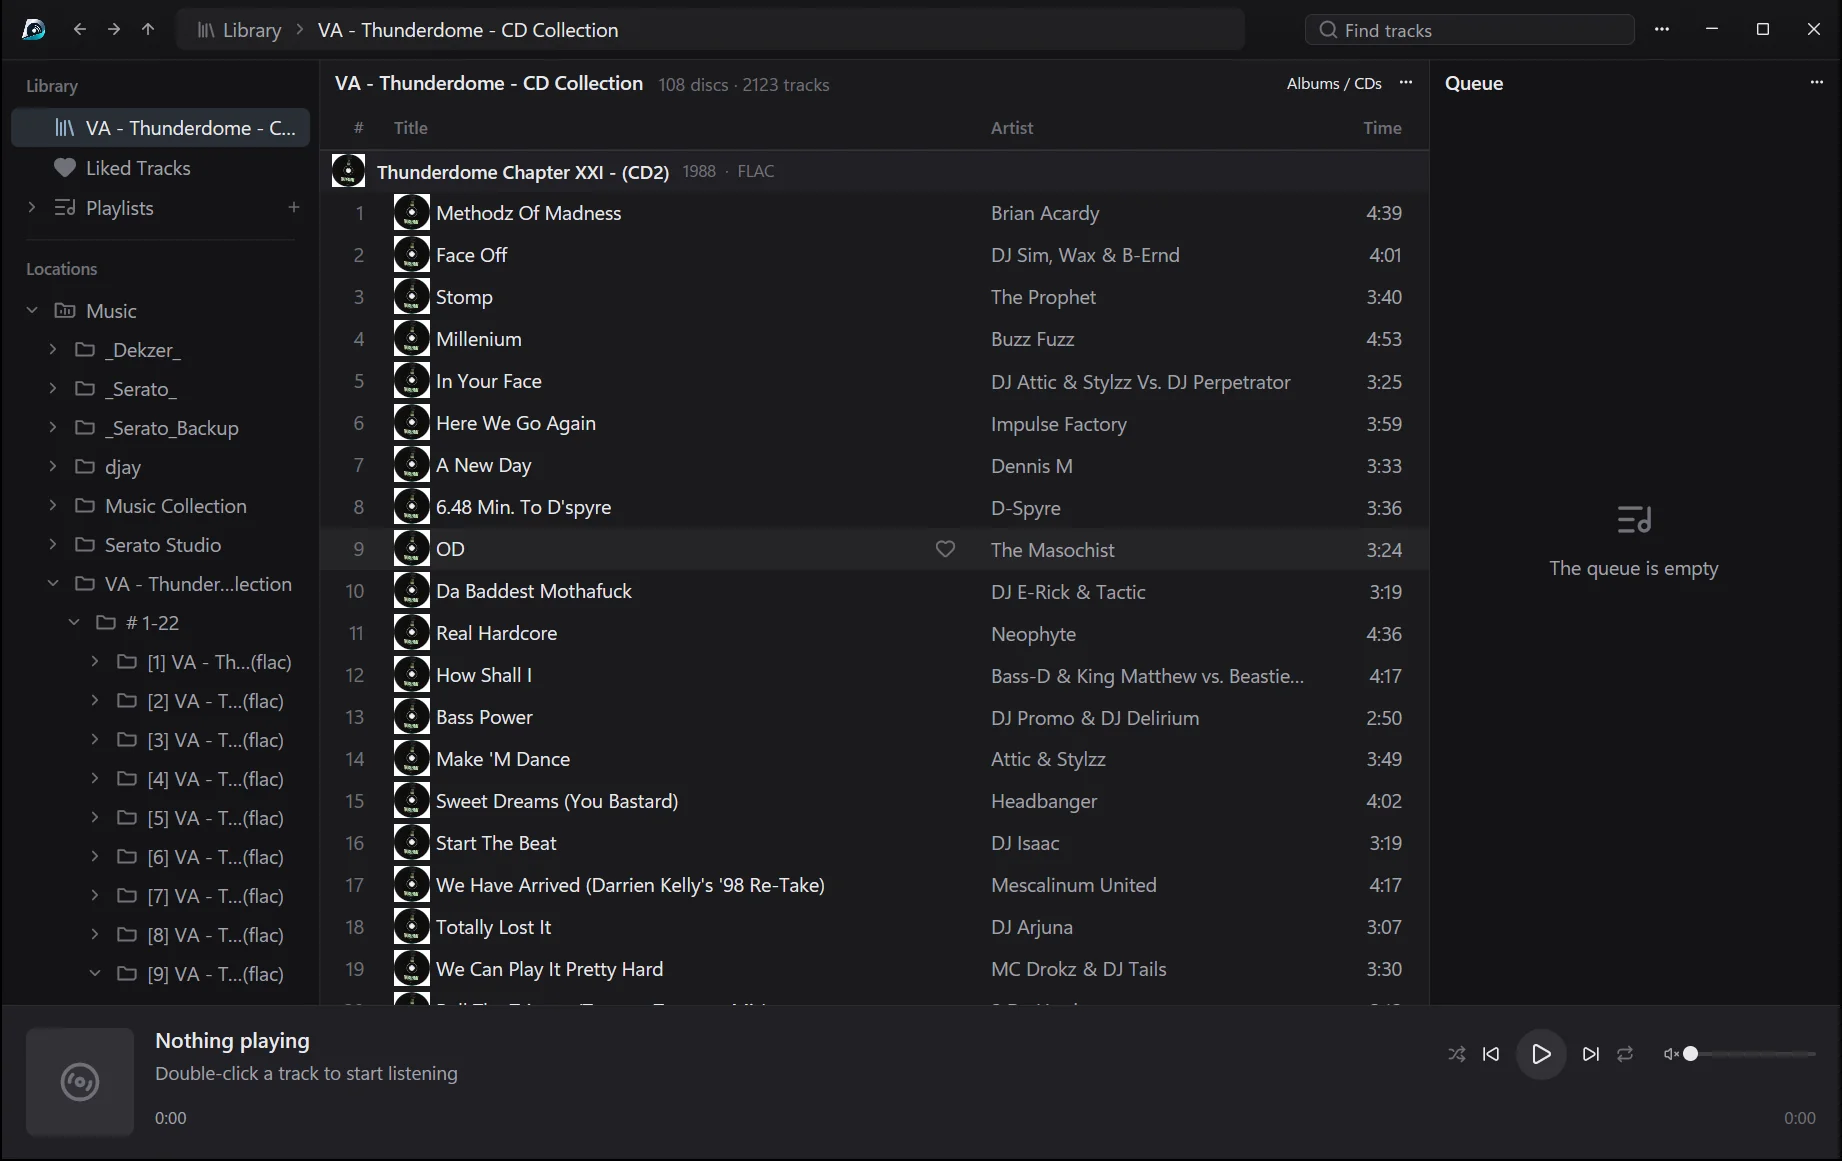 Library > VA - Thunderdome - CD Collection
Find tracks
Library
VA - Thunderdome - C...
Liked Tracks
Playlists
Locations
Music
_Dekzer_
_Serato_
_Serato_Backup
djay
Music Collection
Serato Studio
VA - Thunder...lection
# 1-22
[1] VA - Th...(flac)
[2] VA - T...(flac)
[3] VA - T...(flac)
[4] VA - T...(flac)
[5] VA - T...(flac)
[6] VA - T...(flac)
[7] VA - T...(flac)
[8] VA - T...(flac)
[9] VA - T...(flac)
VA - Thunderdome - CD Collection 108 discs · 2123 tracks Albums / CDs
# Title Artist Time
Thunderdome Chapter XXI - (CD2) 1988 · FLAC
1 Methodz Of Madness Brian Acardy 4:39
2 Face Off DJ Sim, Wax & B-Ernd 4:01
3 Stomp The Prophet 3:40
4 Millenium Buzz Fuzz 4:53
5 In Your Face DJ Attic & Stylzz Vs. DJ Perpetrator 3:25
6 Here We Go Again Impulse Factory 3:59
7 A New Day Dennis M 3:33
8 6.48 Min. To D'spyre D-Spyre 3:36
9 OD The Masochist 3:24
10 Da Baddest Mothafuck DJ E-Rick & Tactic 3:19
11 Real Hardcore Neophyte 4:36
12 How Shall I Bass-D & King Matthew vs. Beastie... 4:17
13 Bass Power DJ Promo & DJ Delirium 2:50
14 Make 'M Dance Attic & Stylzz 3:49
15 Sweet Dreams (You Bastard) Headbanger 4:02
16 Start The Beat DJ Isaac 3:19
17 We Have Arrived (Darrien Kelly's '98 Re-Take) Mescalinum United 4:17
18 Totally Lost It DJ Arjuna 3:07
19 We Can Play It Pretty Hard MC Drokz & DJ Tails 3:30
Queue
The queue is empty
Nothing playing
Double-click a track to start listening
0:00
0:00